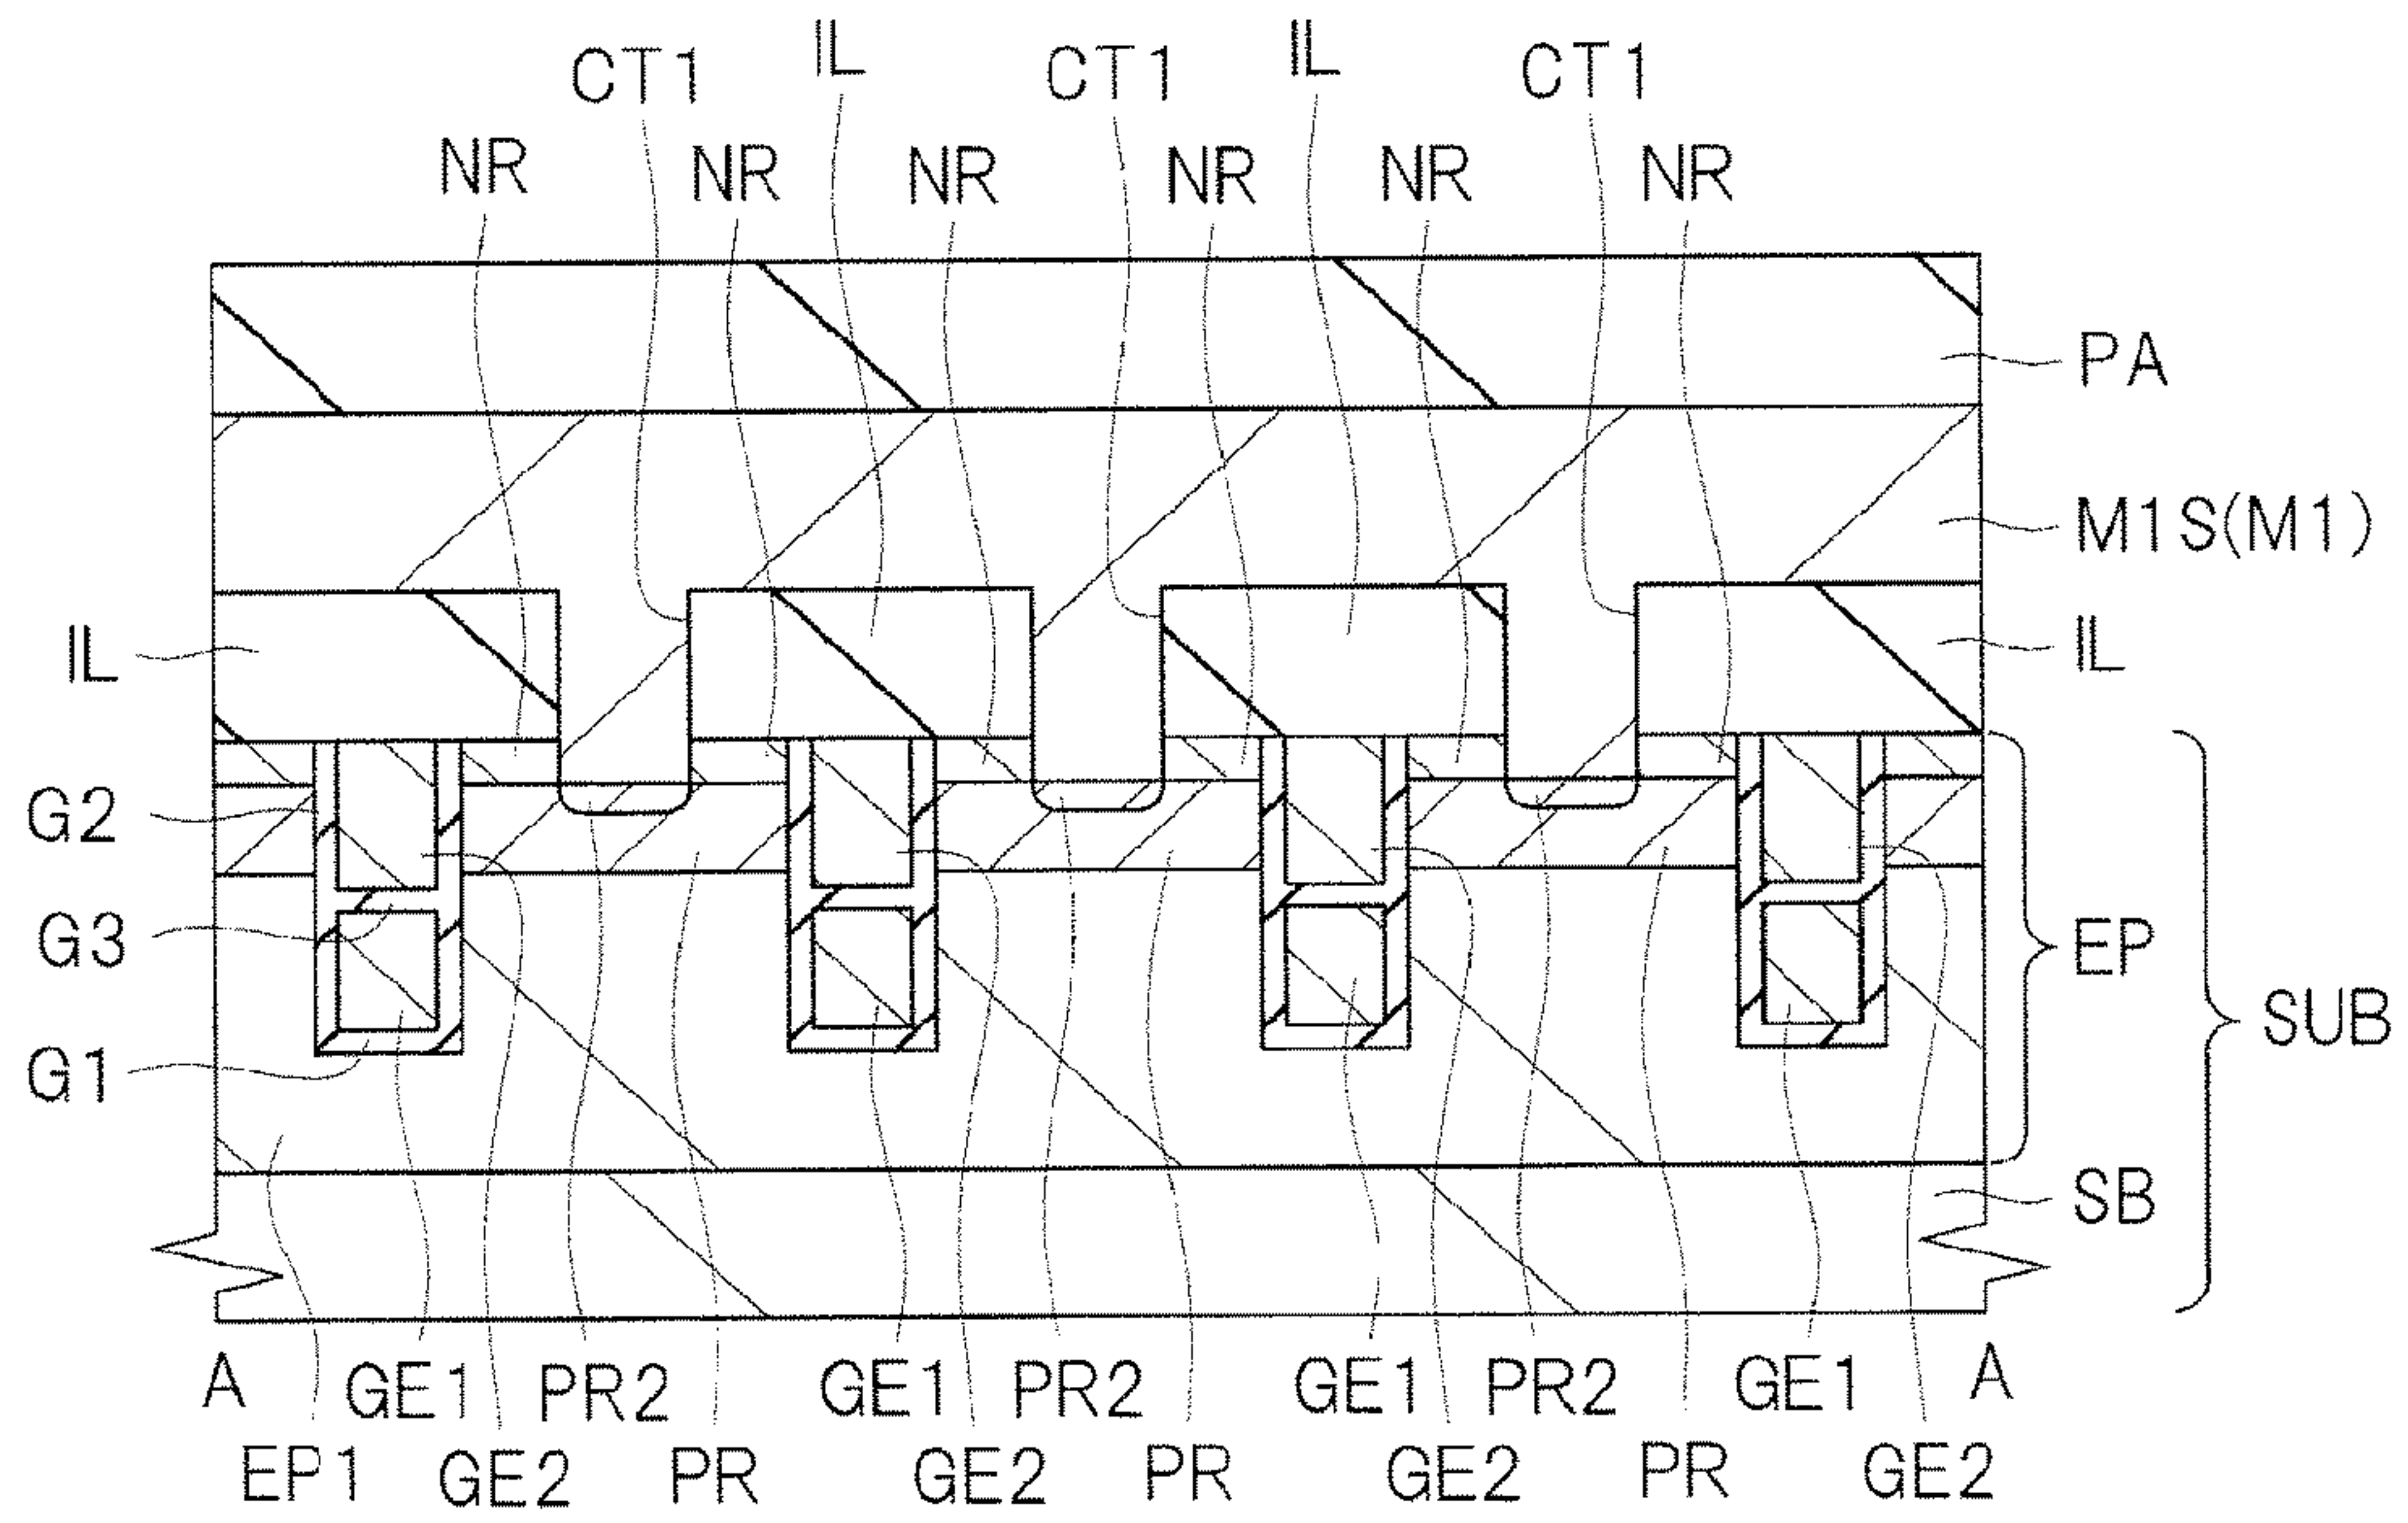 IL IL
CT1 CT1 CT1
NR NR NR NR NR NR
PA
M1S(M1)
IL IL
G2
G3 EP
SUB
G1
SB
A GE1 PR2 GE1 PR2 GE1 PR2 GE1 A
EP1 GE2 PR GE2 PR GE2 PR GE2